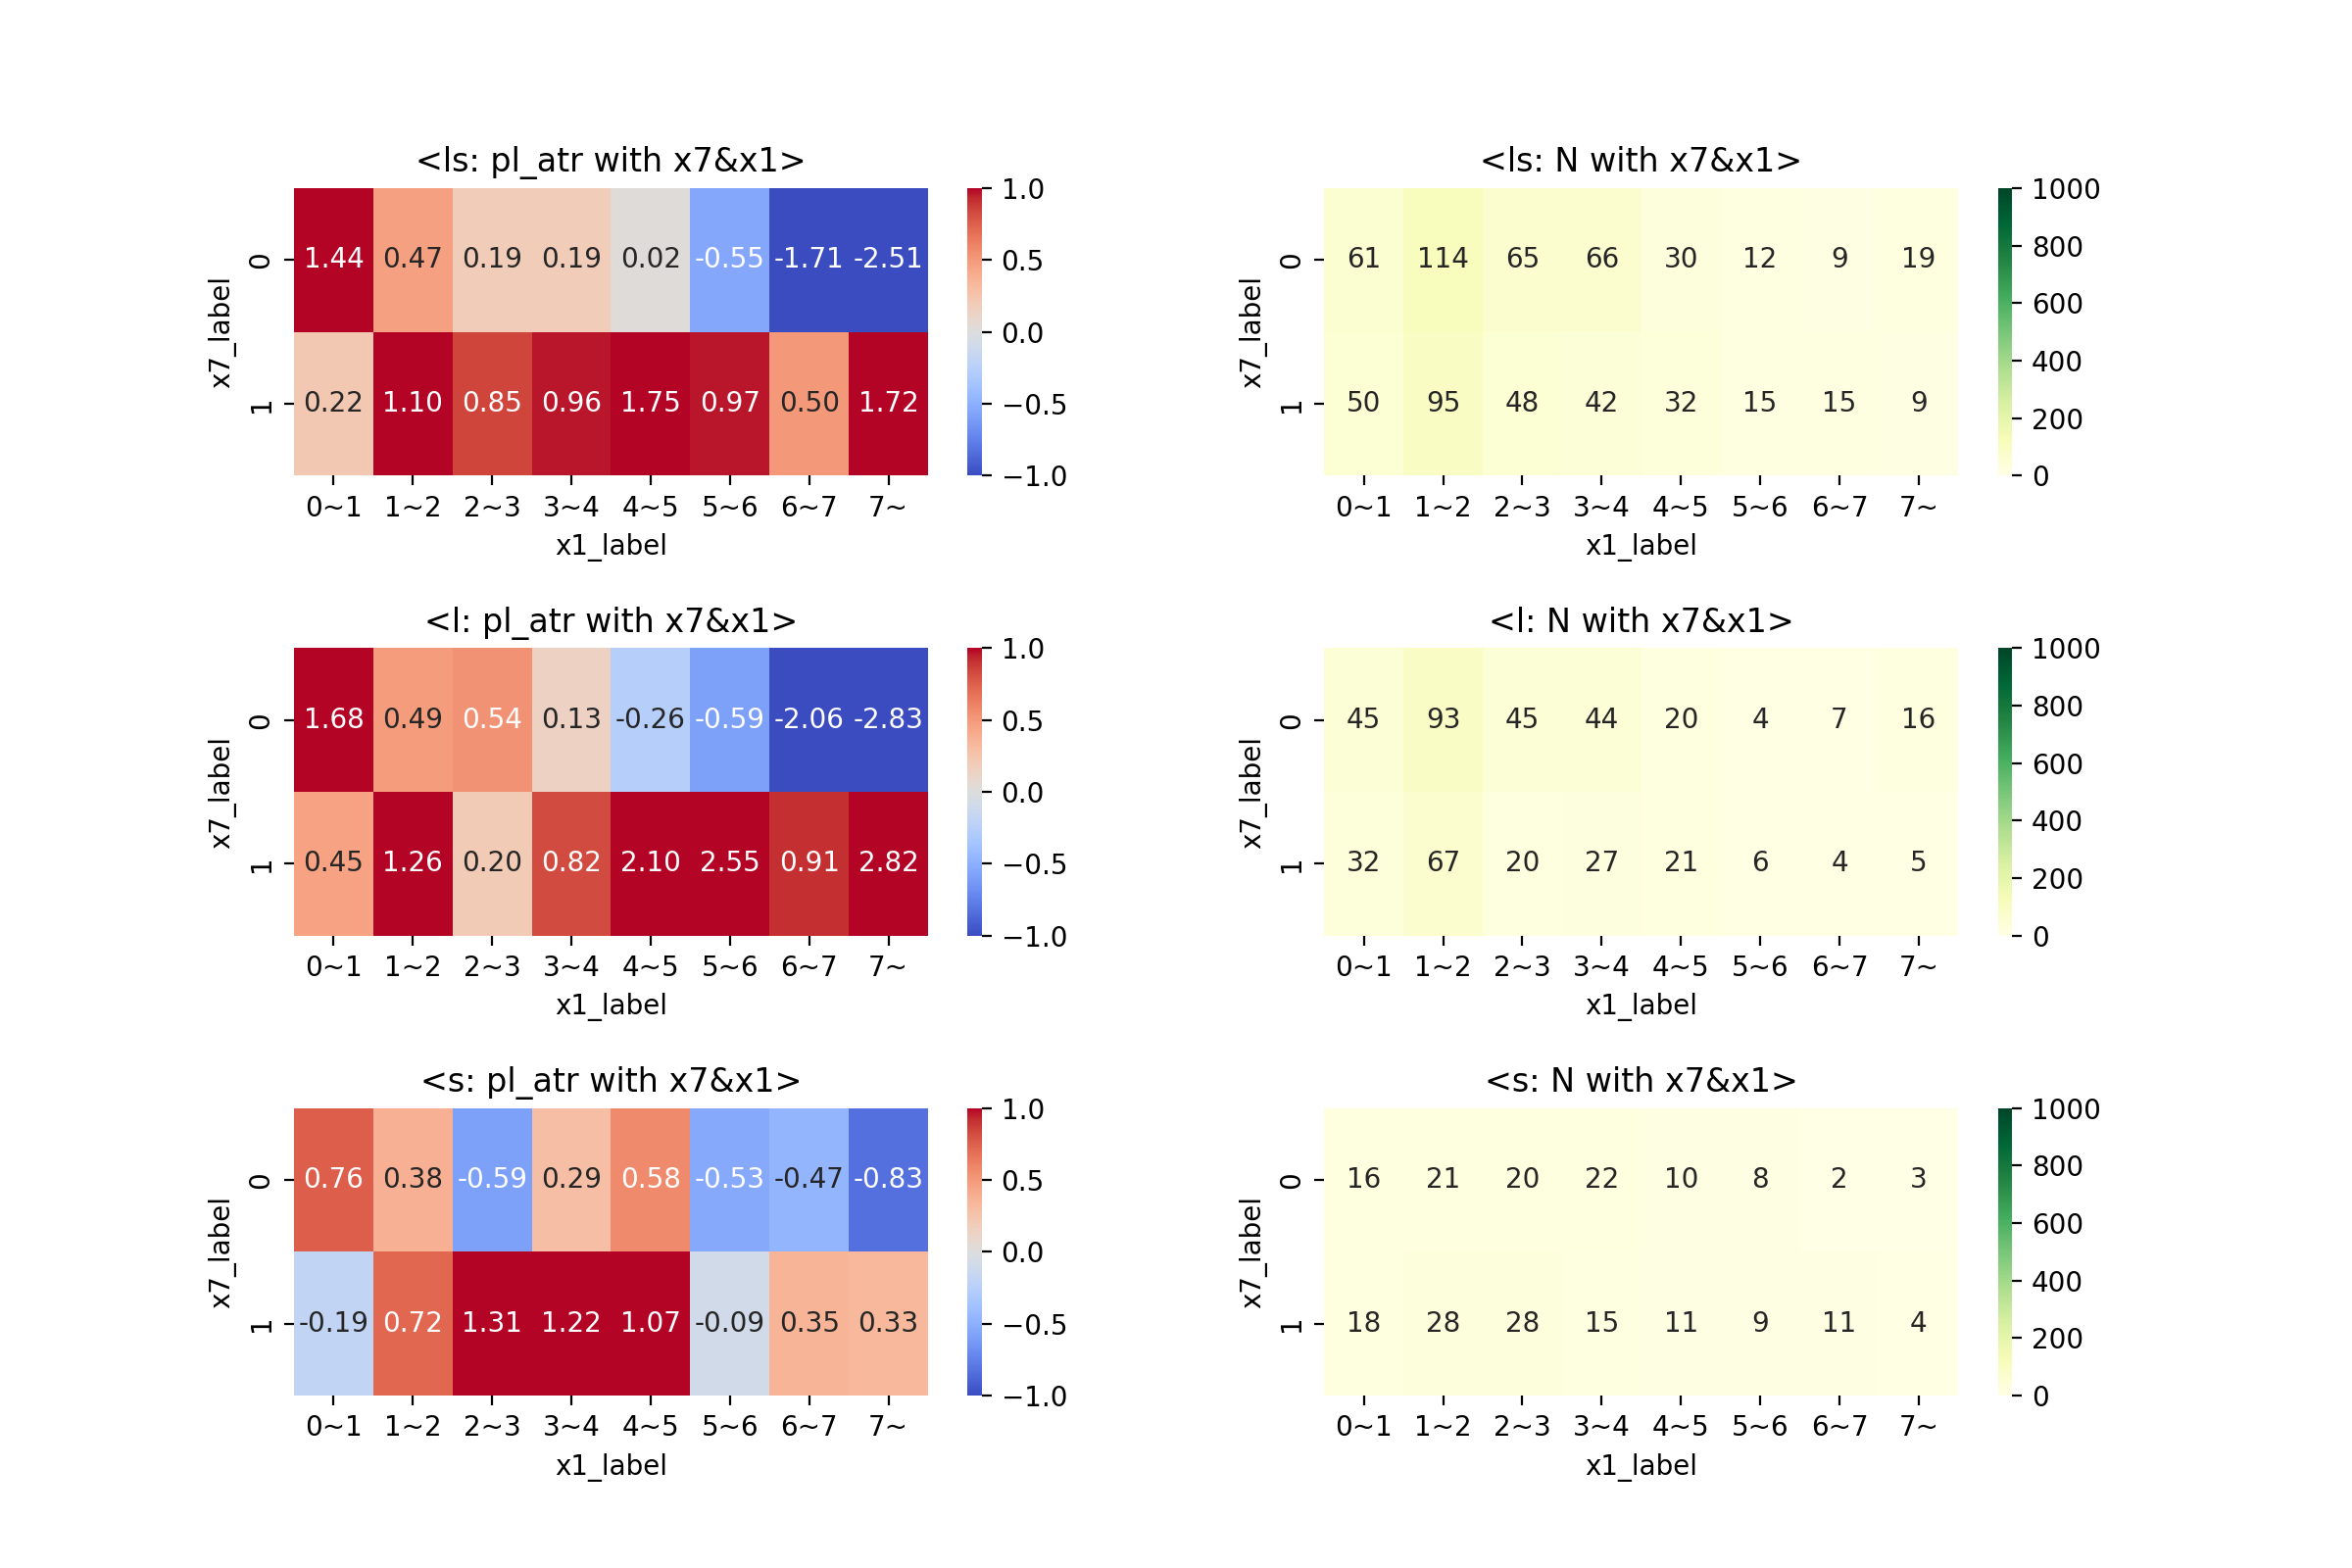 <ls: pl_atr with x7&x1>
1.44 0.47 0.19 0.19 0.02 -0.55 -1.71 -2.51
0.22 1.10 0.85 0.96 1.75 0.97 0.50 1.72
0
1
x7_label
0~1 1~2 2~3 3~4 4~5 5~6 6~7 7~
x1_label
1.0
0.5
0.0
−0.5
−1.0
<ls: N with x7&x1>
61 114 65 66 30 12 9 19
50 95 48 42 32 15 15 9
0
1
x7_label
0~1 1~2 2~3 3~4 4~5 5~6 6~7 7~
x1_label
1000
800
600
400
200
0
<l: pl_atr with x7&x1>
1.68 0.49 0.54 0.13 -0.26 -0.59 -2.06 -2.83
0.45 1.26 0.20 0.82 2.10 2.55 0.91 2.82
0
1
x7_label
0~1 1~2 2~3 3~4 4~5 5~6 6~7 7~
x1_label
1.0
0.5
0.0
−0.5
−1.0
<l: N with x7&x1>
45 93 45 44 20 4 7 16
32 67 20 27 21 6 4 5
0
1
x7_label
0~1 1~2 2~3 3~4 4~5 5~6 6~7 7~
x1_label
1000
800
600
400
200
0
<s: pl_atr with x7&x1>
0.76 0.38 -0.59 0.29 0.58 -0.53 -0.47 -0.83
-0.19 0.72 1.31 1.22 1.07 -0.09 0.35 0.33
0
1
x7_label
0~1 1~2 2~3 3~4 4~5 5~6 6~7 7~
x1_label
1.0
0.5
0.0
−0.5
−1.0
<s: N with x7&x1>
16 21 20 22 10 8 2 3
18 28 28 15 11 9 11 4
0
1
x7_label
0~1 1~2 2~3 3~4 4~5 5~6 6~7 7~
x1_label
1000
800
600
400
200
0